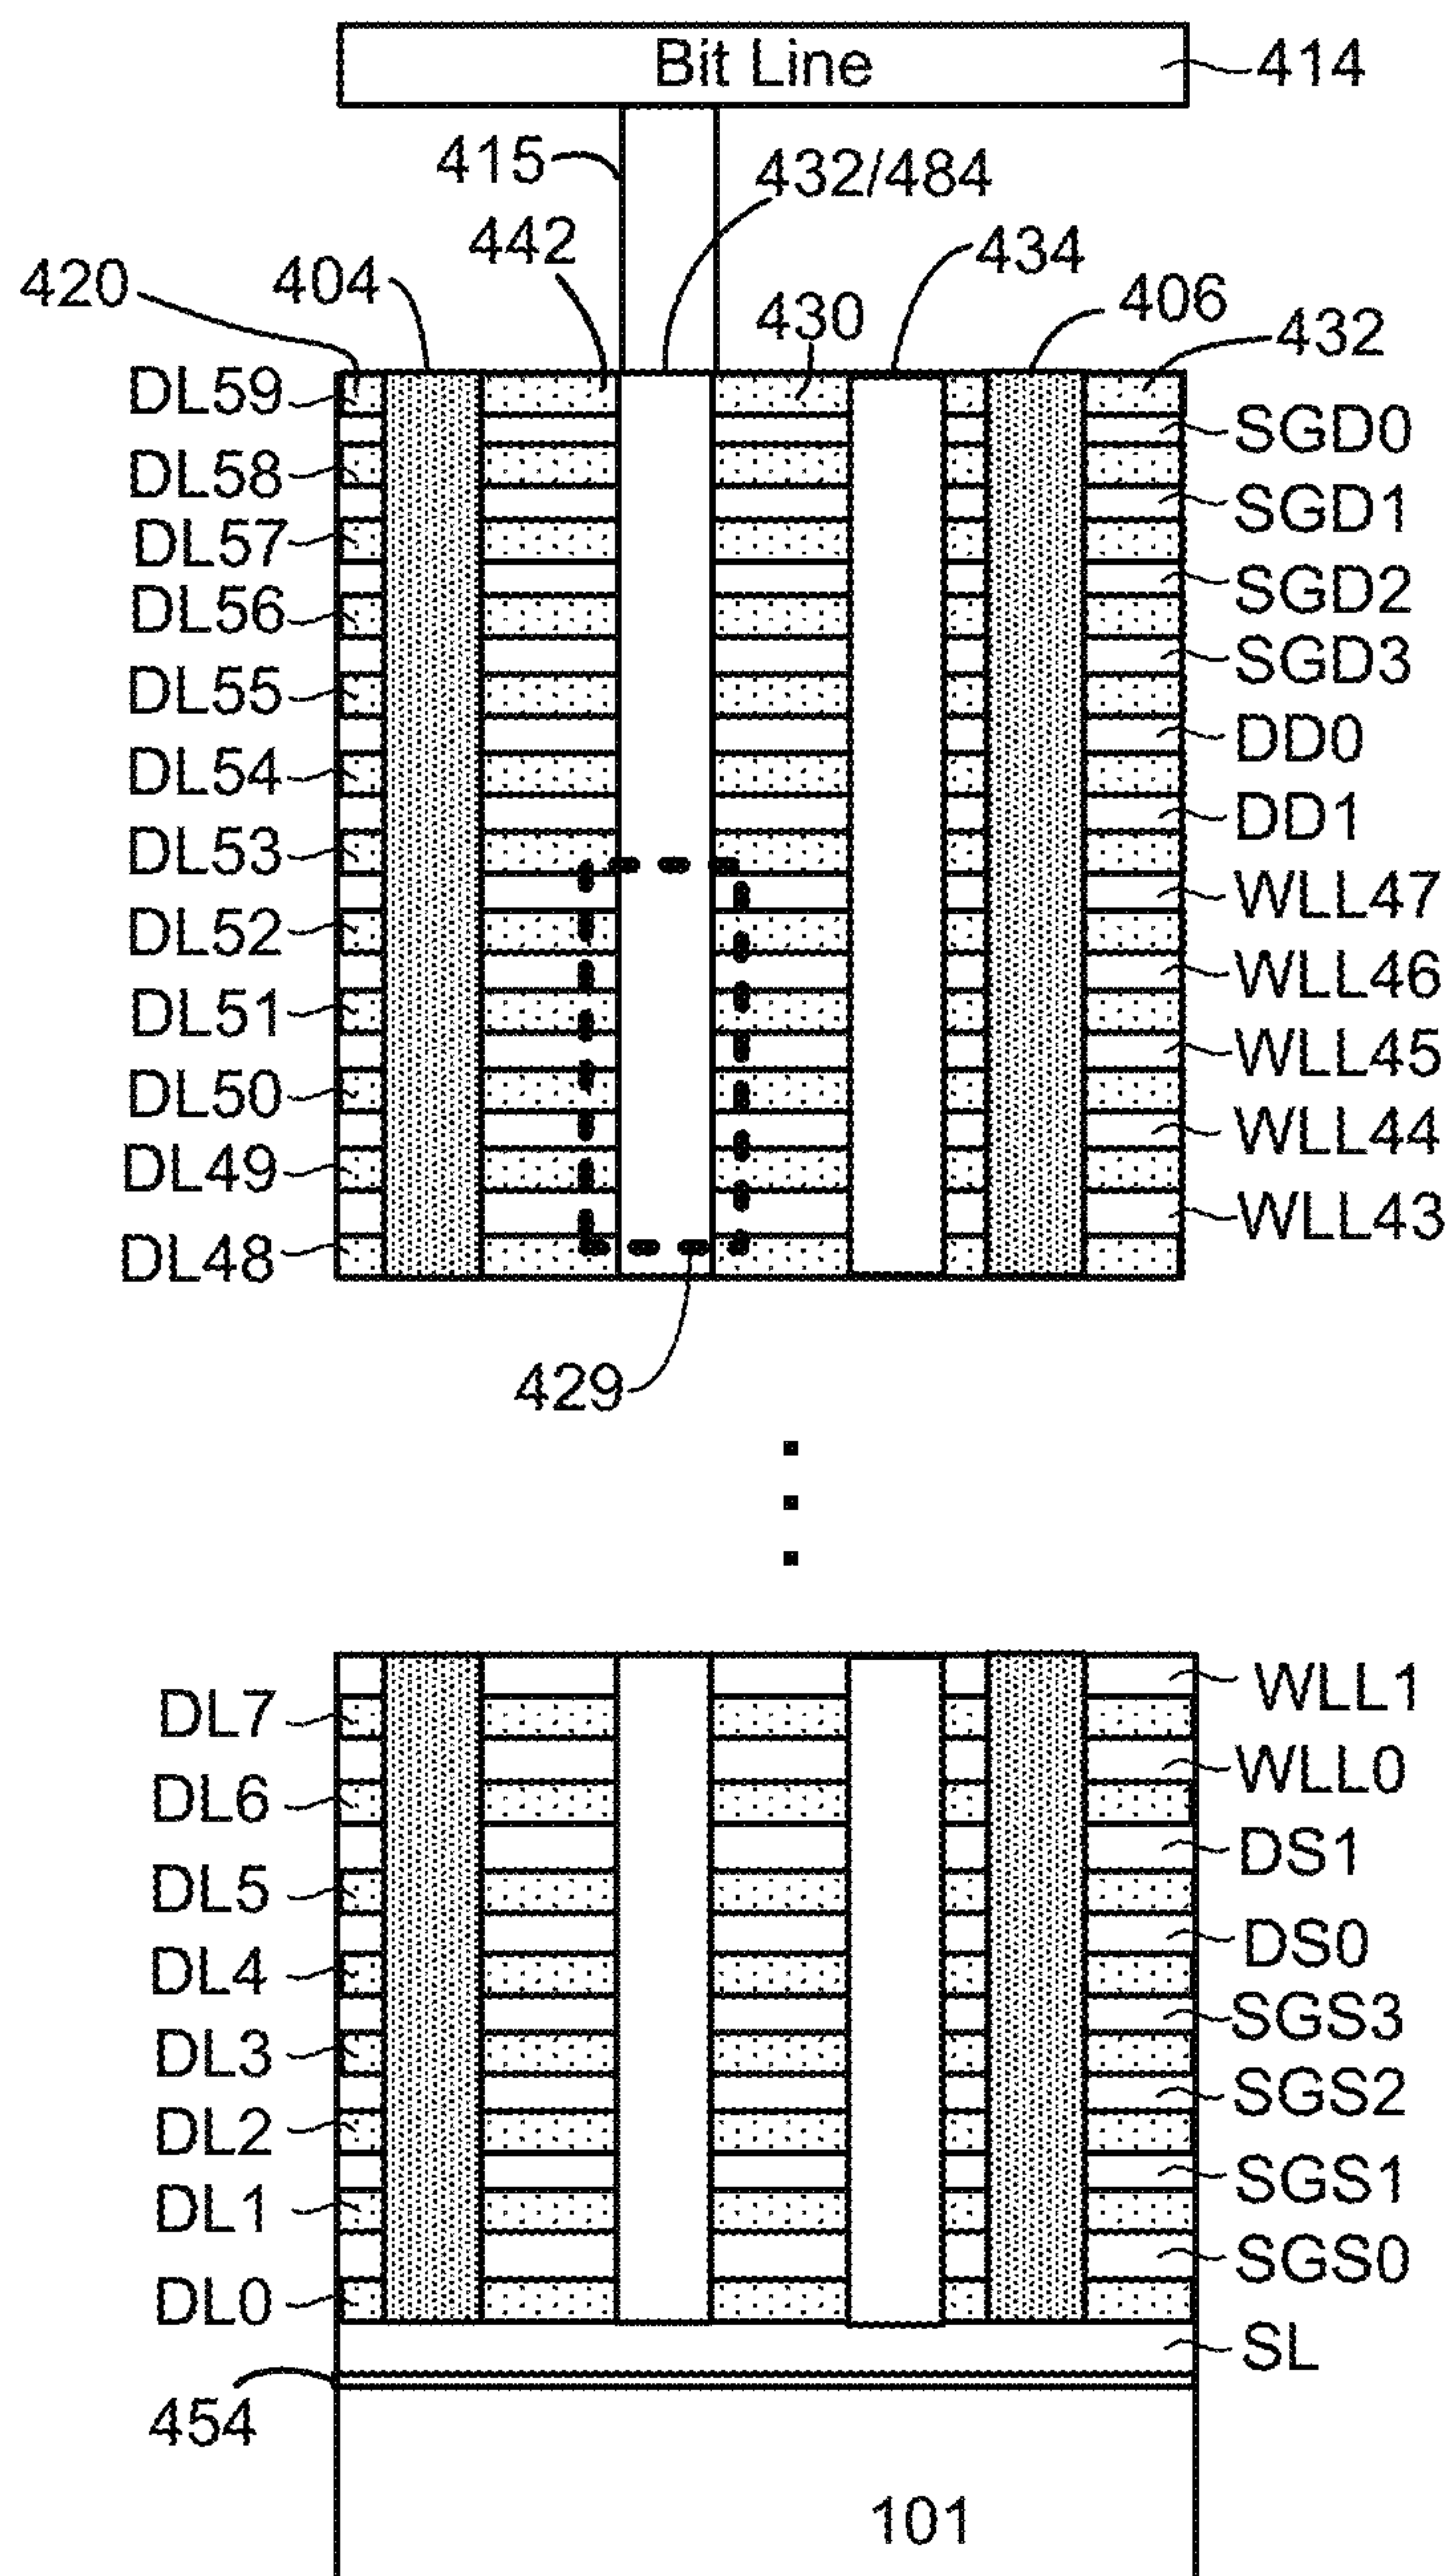 Bit Line
414
415
432/484
442
434
420
404
430
406
432
DL59
SGD0
DL58
SGD1
DL57
SGD2
DL56
SGD3
DL55
DD0
DL54
DD1
DL53
WLL47
DL52
WLL46
DL51
WLL45
DL50
WLL44
DL49
WLL43
DL48
429
WLL1
DL7
WLL0
DL6
DS1
DL5
DS0
DL4
SGS3
DL3
SGS2
DL2
SGS1
DL1
SGS0
DL0
SL
454
101